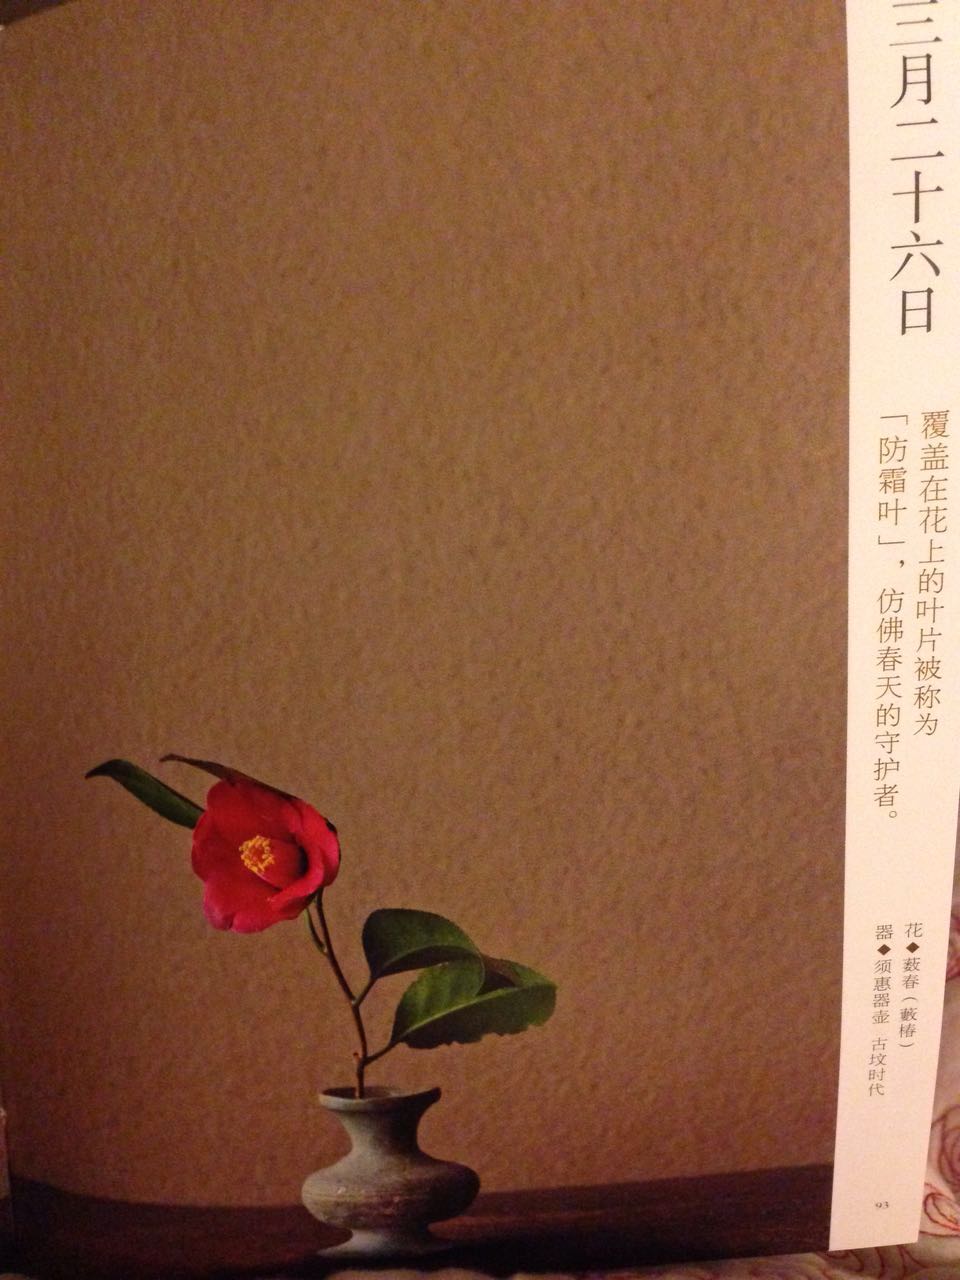 三月二十六日
覆盖在花上的叶片被称为
「防霜叶」，仿佛春天的守护者。
花◆薮春（藪椿）
器◆须惠器壶 古坟时代
93